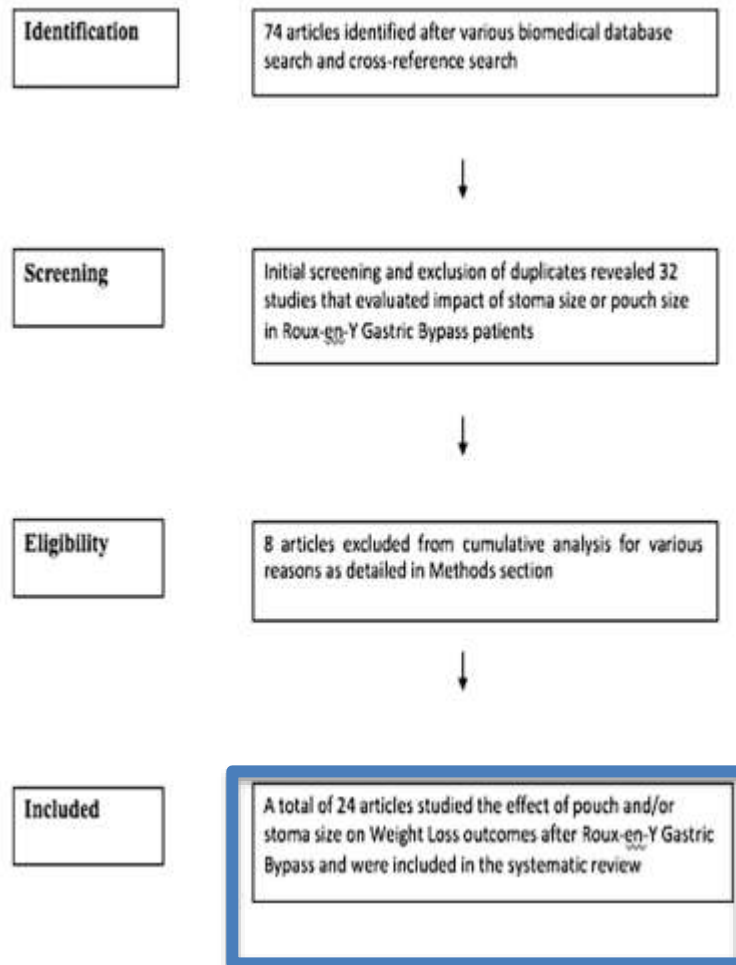 Identification
74 articles identified after various biomedical database
search and cross-reference search
Screening
Initial screening and exclusion of duplicates revealed 32
studies that evaluated impact of stoma size or pouch size
in Roux-en-Y Gastric Bypass patients
Eligibility
8 articles excluded from cumulative analysis for various
reasons as detailed in Methods section
Included
A total of 24 articles studied the effect of pouch and/or
stoma size on Weight Loss outcomes after Roux-en-Y Gastric
Bypass and were included in the systematic review